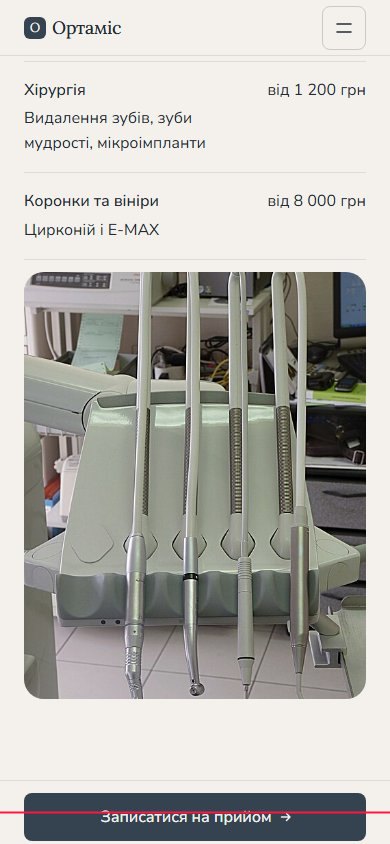 О Ортаміс
Хірургія від 1 200 грн
Видалення зубів, зуби
мудрості, мікроімпланти
Коронки та вініри від 8 000 грн
Цирконій і E-MAX
Записатися на прийом →